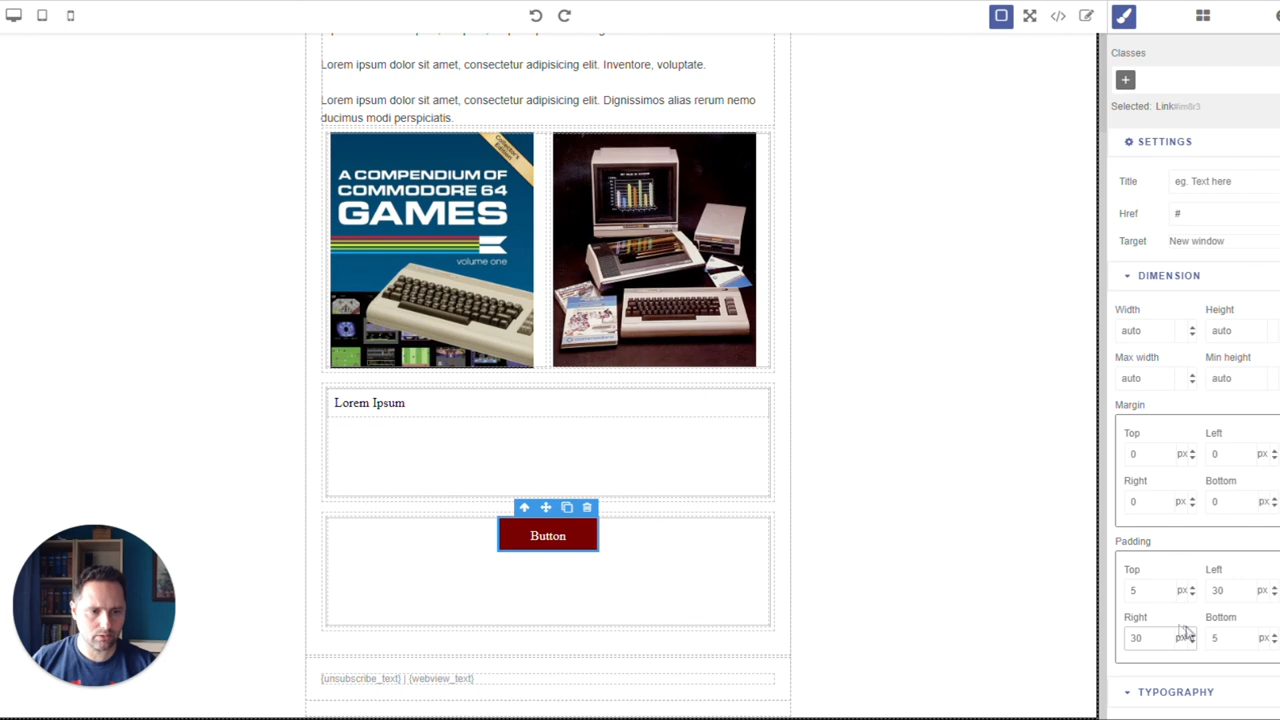 Classes
Selected: Link#im8r3
SETTINGS
Title
eg. Text here
Href
#
Target
New window
DIMENSION
Width
Height
auto
auto
Max width
Min height
auto
auto
Margin
Top
Left
0 px
0 px
Right
Bottom
0 px
0 px
Padding
Top
Left
5 px
30 px
Right
Bottom
30 px
5 px
TYPOGRAPHY
Lorem ipsum dolor sit amet, consectetur adipisicing elit. Inventore, voluptate.
Lorem ipsum dolor sit amet, consectetur adipisicing elit. Dignissimos alias rerum nemo
ducimus modi perspiciatis.
Collector's
Edition
A COMPENDIUM OF
COMMODORE 64
GAMES
volume one
Lorem Ipsum
Button
{unsubscribe_text} | {webview_text}